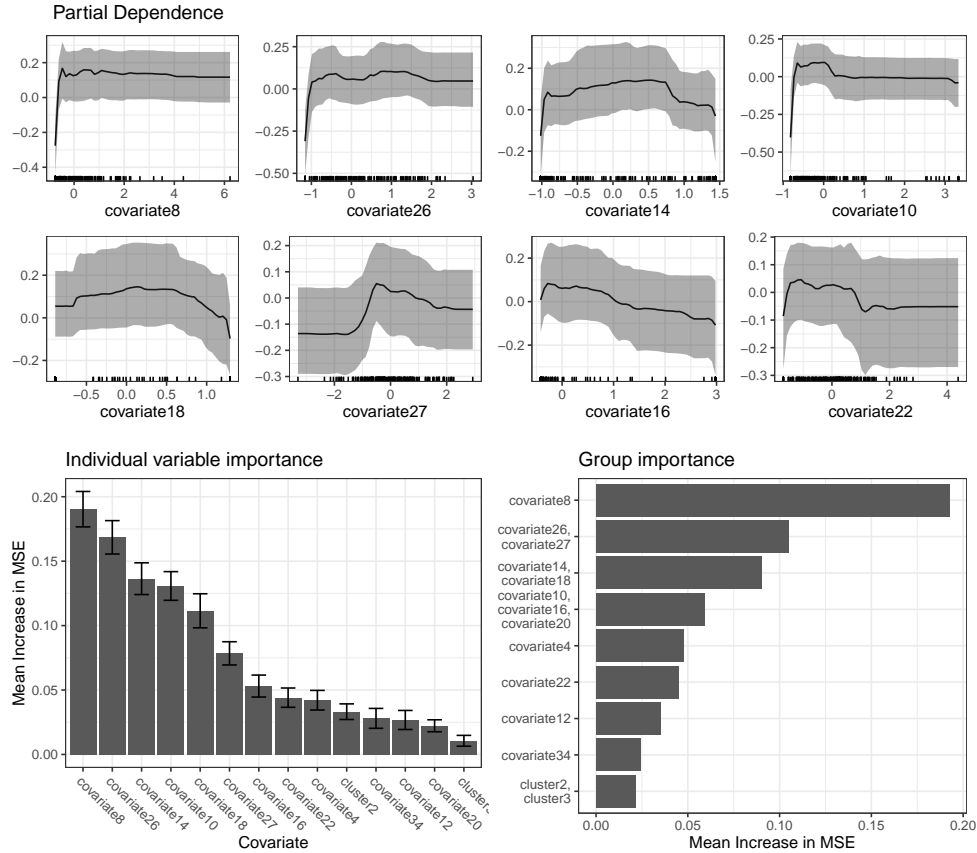 Partial Dependence
0.2
0.0
−0.2
−0.4
0 2 4 6
covariate8
0.25
0.00
−0.25
−0.50
−1 0 1 2 3
covariate26
0.2
0.0
−0.2
−1.0 −0.5 0.0 0.5 1.0 1.5
covariate14
0.25
0.00
−0.25
−0.50
−1 0 1 2 3
covariate10
0.2
0.0
−0.2
−0.5 0.0 0.5 1.0
covariate18
0.2
0.1
0.0
−0.1
−0.2
−0.3
−2 0 2
covariate27
0.2
0.0
−0.2
0 1 2 3
covariate16
0.2
0.1
0.0
−0.1
−0.2
−0.3
0 2 4
covariate22
Individual variable importance
Mean Increase in MSE
0.20
0.15
0.10
0.05
0.00
covariate8
covariate26
covariate14
covariate10
covariate18
covariate27
covariate16
covariate22
covariate4
cluster2
covariate34
covariate12
covariate20
cluster
Covariate
Group importance
covariate8
covariate26,
covariate27
covariate14,
covariate18
covariate10,
covariate16,
covariate20
covariate4
covariate22
covariate12
covariate34
cluster2,
cluster3
0.00 0.05 0.10 0.15 0.20
Mean Increase in MSE